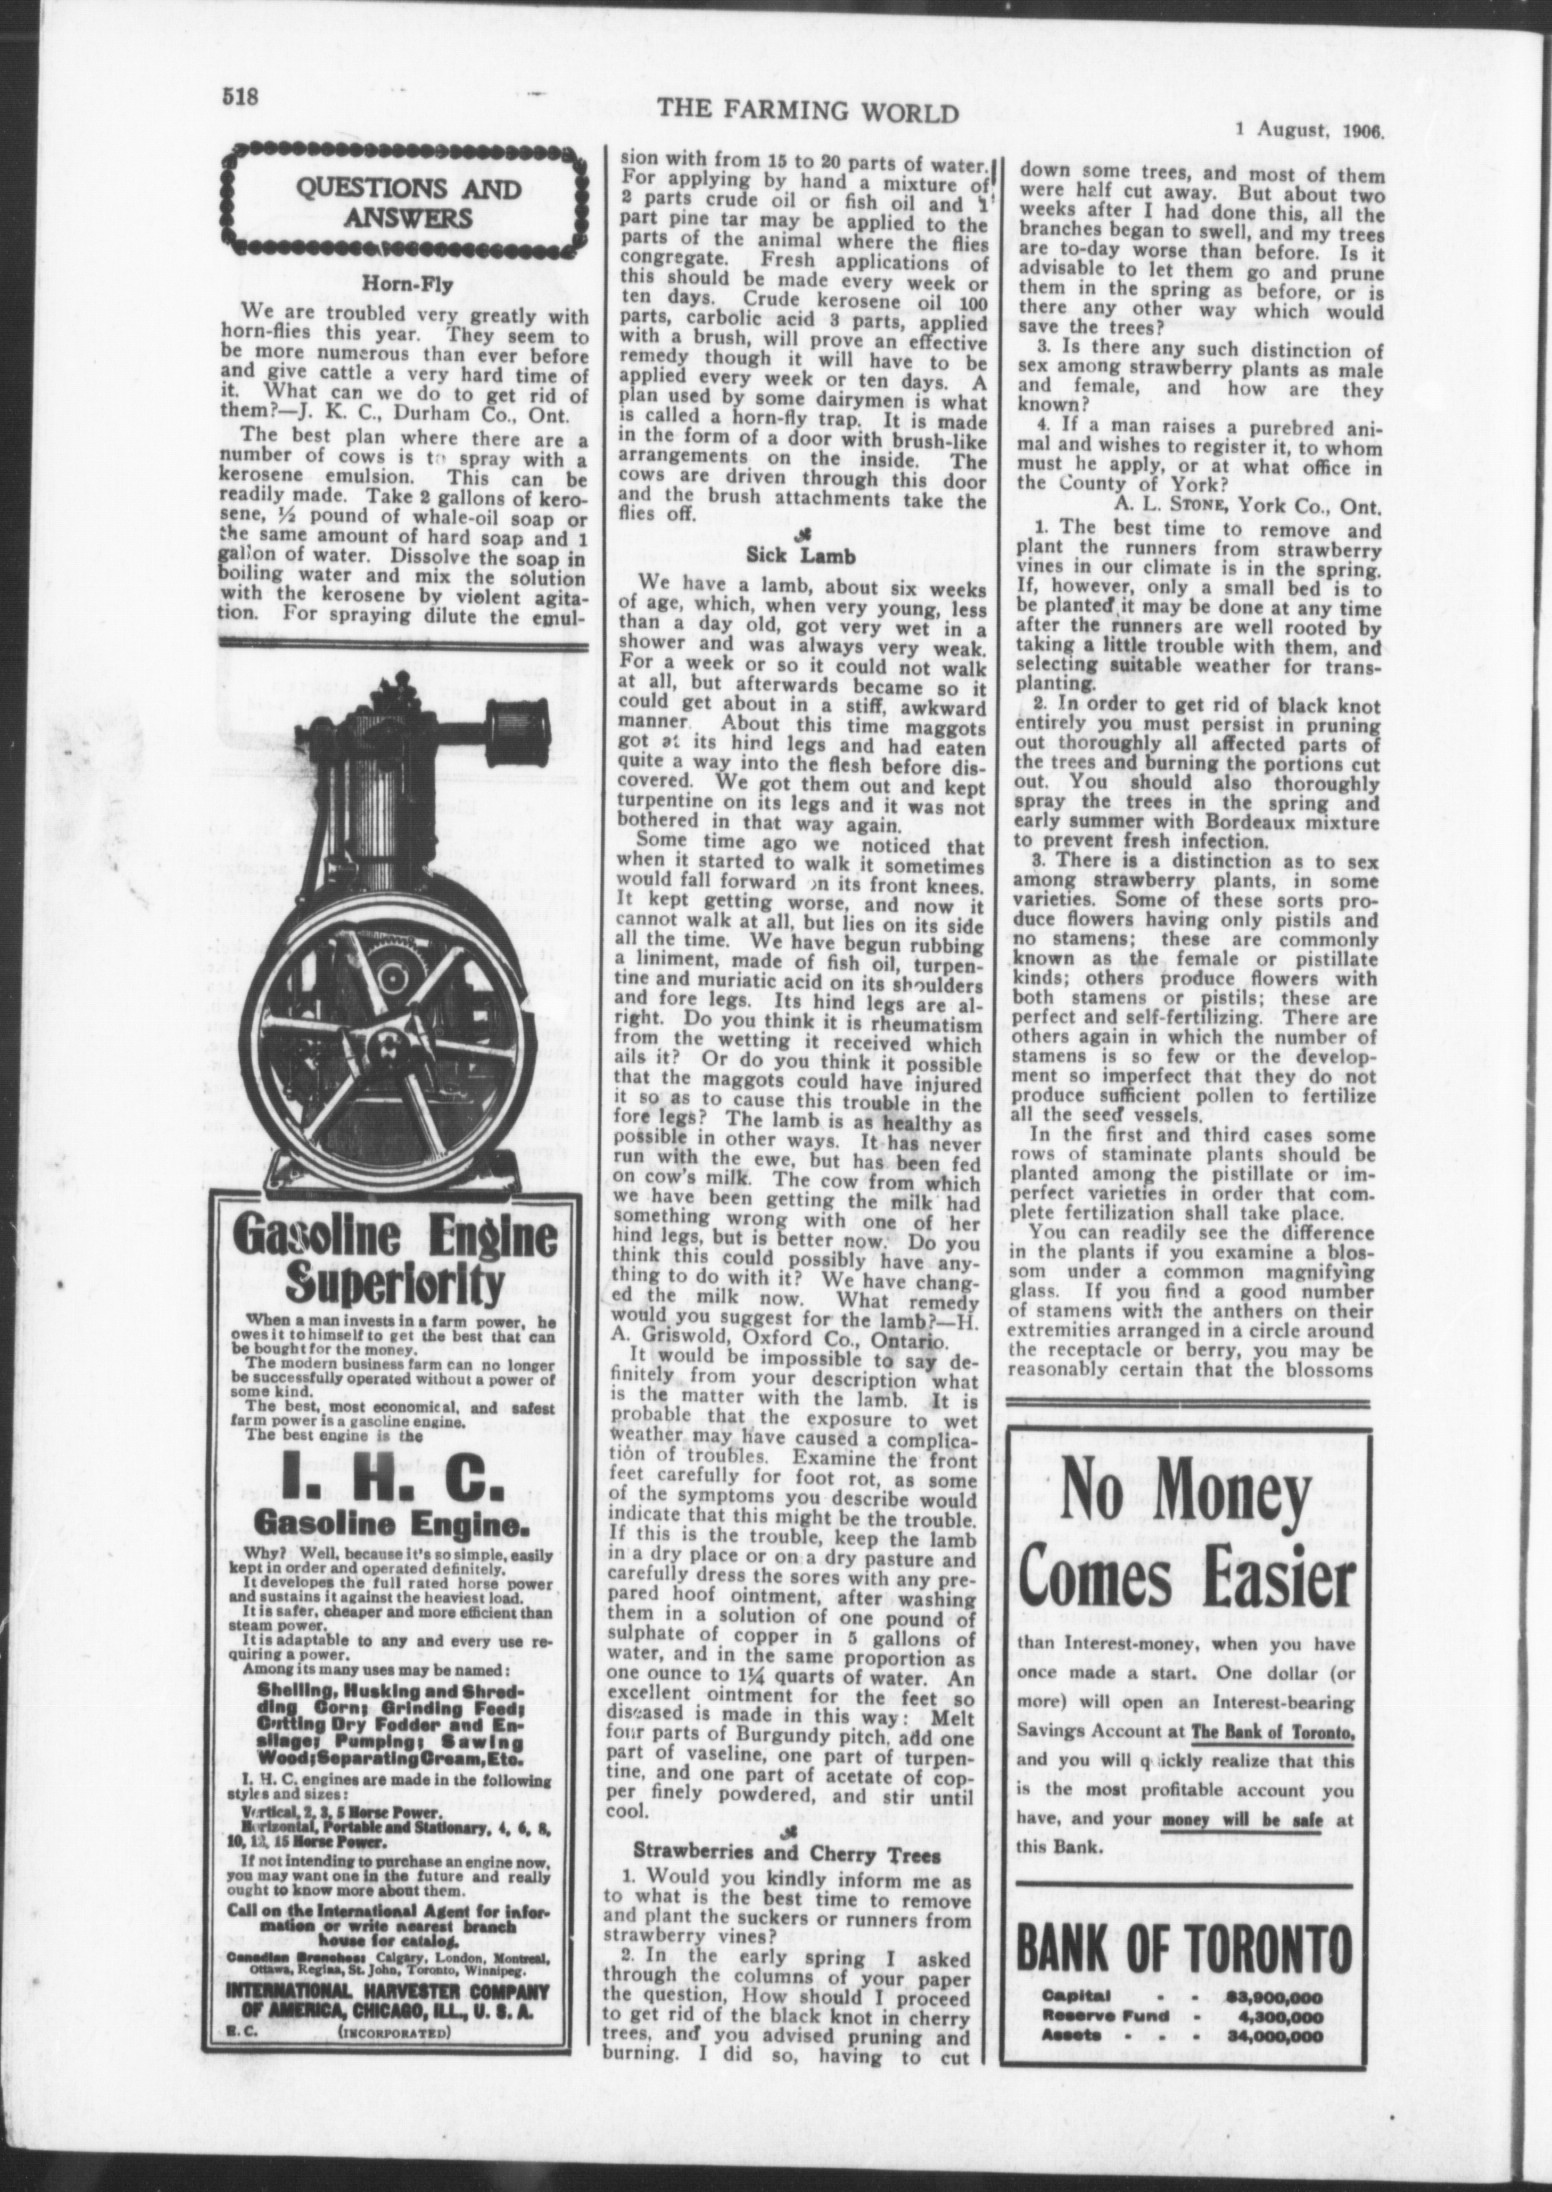 518
THE FARMING WORLD
1 August, 1906.
QUESTIONS AND
ANSWERS
Horn-Fly
We are troubled very greatly with
horn-flies this year. They seem to
be more numerous than ever before
and give cattle a very hard time of
it. What can we do to get rid of
them?—J. K. C., Durham Co., Ont.
The best plan where there are a
number of cows is to spray with a
kerosene emulsion. This can be
readily made. Take 2 gallons of kero-
sene, ½ pound of whale-oil soap or
the same amount of hard soap and 1
gallon of water. Dissolve the soap in
boiling water and mix the solution
with the kerosene by violent agita-
tion. For spraying dilute the emul-
Gasoline Engine
Superiority
When a man invests in a farm power, he
owes it to himself to get the best that can
be bought for the money.
The modern business farm can no longer
be successfully operated without a power of
some kind.
The best, most economical, and safest
farm power is a gasoline engine.
The best engine is the
I. H. C.
Gasoline Engine.
Why? Well, because it's so simple, easily
kept in order and operated definitely.
It developes the full rated horse power
and sustains it against the heaviest load.
It is safer, cheaper and more efficient than
steam power.
It is adaptable to any and every use re-
quiring a power.
Among its many uses may be named:
Shelling, Husking and Shred-
ding Corn; Grinding Feed;
Cutting Dry Fodder and En-
silage; Pumping; Sawing
Wood; Separating Cream, Etc.
I. H. C. engines are made in the following
styles and sizes:
Vertical, 2, 3, 5 Horse Power.
Horizontal, Portable and Stationary, 4, 6, 8,
10, 12, 15 Horse Power.
If not intending to purchase an engine now,
you may want one in the future and really
ought to know more about them.
Call on the International Agent for infor-
mation or write nearest branch
house for catalog.
Canadian Branches: Calgary, London, Montreal,
Ottawa, Regina, St. John, Toronto, Winnipeg.
INTERNATIONAL HARVESTER COMPANY
OF AMERICA, CHICAGO, ILL., U. S. A.
E. C. (INCORPORATED)
sion with from 15 to 20 parts of water.
For applying by hand a mixture of
2 parts crude oil or fish oil and 1
part pine tar may be applied to the
parts of the animal where the flies
congregate. Fresh applications of
this should be made every week or
ten days. Crude kerosene oil 100
parts, carbolic acid 3 parts, applied
with a brush, will prove an effective
remedy though it will have to be
applied every week or ten days. A
plan used by some dairymen is what
is called a horn-fly trap. It is made
in the form of a door with brush-like
arrangements on the inside. The
cows are driven through this door
and the brush attachments take the
flies off.
Sick Lamb
We have a lamb, about six weeks
of age, which, when very young, less
than a day old, got very wet in a
shower and was always very weak.
For a week or so it could not walk
at all, but afterwards became so it
could get about in a stiff, awkward
manner. About this time maggots
got at its hind legs and had eaten
quite a way into the flesh before dis-
covered. We got them out and kept
turpentine on its legs and it was not
bothered in that way again.
Some time ago we noticed that
when it started to walk it sometimes
would fall forward on its front knees.
It kept getting worse, and now it
cannot walk at all, but lies on its side
all the time. We have begun rubbing
a liniment, made of fish oil, turpen-
tine and muriatic acid on its shoulders
and fore legs. Its hind legs are al-
right. Do you think it is rheumatism
from the wetting it received which
ails it? Or do you think it possible
that the maggots could have injured
it so as to cause this trouble in the
fore legs? The lamb is as healthy as
possible in other ways. It has never
run with the ewe, but has been fed
on cow's milk. The cow from which
we have been getting the milk had
something wrong with one of her
hind legs, but is better now. Do you
think this could possibly have any-
thing to do with it? We have chang-
ed the milk now. What remedy
would you suggest for the lamb?—H.
A. Griswold, Oxford Co., Ontario.
It would be impossible to say de-
finitely from your description what
is the matter with the lamb. It is
probable that the exposure to wet
weather may have caused a complica-
tion of troubles. Examine the front
feet carefully for foot rot, as some
of the symptoms you describe would
indicate that this might be the trouble.
If this is the trouble, keep the lamb
in a dry place or on a dry pasture and
carefully dress the sores with any pre-
pared hoof ointment, after washing
them in a solution of one pound of
sulphate of copper in 5 gallons of
water, and in the same proportion as
one ounce to 1¼ quarts of water. An
excellent ointment for the feet so
diseased is made in this way: Melt
four parts of Burgundy pitch, add one
part of vaseline, one part of turpen-
tine, and one part of acetate of cop-
per finely powdered, and stir until
cool.
Strawberries and Cherry Trees
1. Would you kindly inform me as
to what is the best time to remove
and plant the suckers or runners from
strawberry vines?
2. In the early spring I asked
through the columns of your paper
the question, How should I proceed
to get rid of the black knot in cherry
trees, and you advised pruning and
burning. I did so, having to cut
down some trees, and most of them
were half cut away. But about two
weeks after I had done this, all the
branches began to swell, and my trees
are to-day worse than before. Is it
advisable to let them go and prune
them in the spring as before, or is
there any other way which would
save the trees?
3. Is there any such distinction of
sex among strawberry plants as male
and female, and how are they
known?
4. If a man raises a purebred ani-
mal and wishes to register it, to whom
must he apply, or at what office in
the County of York?
A. L. STONE, York Co., Ont.
1. The best time to remove and
plant the runners from strawberry
vines in our climate is in the spring.
If, however, only a small bed is to
be planted it may be done at any time
after the runners are well rooted by
taking a little trouble with them, and
selecting suitable weather for trans-
planting.
2. In order to get rid of black knot
entirely you must persist in pruning
out thoroughly all affected parts of
the trees and burning the portions cut
out. You should also thoroughly
spray the trees in the spring and
early summer with Bordeaux mixture
to prevent fresh infection.
3. There is a distinction as to sex
among strawberry plants, in some
varieties. Some of these sorts pro-
duce flowers having only pistils and
no stamens; these are commonly
known as the female or pistillate
kinds; others produce flowers with
both stamens or pistils; these are
perfect and self-fertilizing. There are
others again in which the number of
stamens is so few or the develop-
ment so imperfect that they do not
produce sufficient pollen to fertilize
all the seed vessels.
In the first and third cases some
rows of staminate plants should be
planted among the pistillate or im-
perfect varieties in order that com-
plete fertilization shall take place.
You can readily see the difference
in the plants if you examine a blos-
som under a common magnifying
glass. If you find a good number
of stamens with the anthers on their
extremities arranged in a circle around
the receptacle or berry, you may be
reasonably certain that the blossoms
No Money
Comes Easier
than Interest-money, when you have
once made a start. One dollar (or
more) will open an Interest-bearing
Savings Account at The Bank of Toronto,
and you will quickly realize that this
is the most profitable account you
have, and your money will be safe at
this Bank.
BANK OF TORONTO
Capital - - $3,900,000
Reserve Fund - 4,300,000
Assets - - - 34,000,000